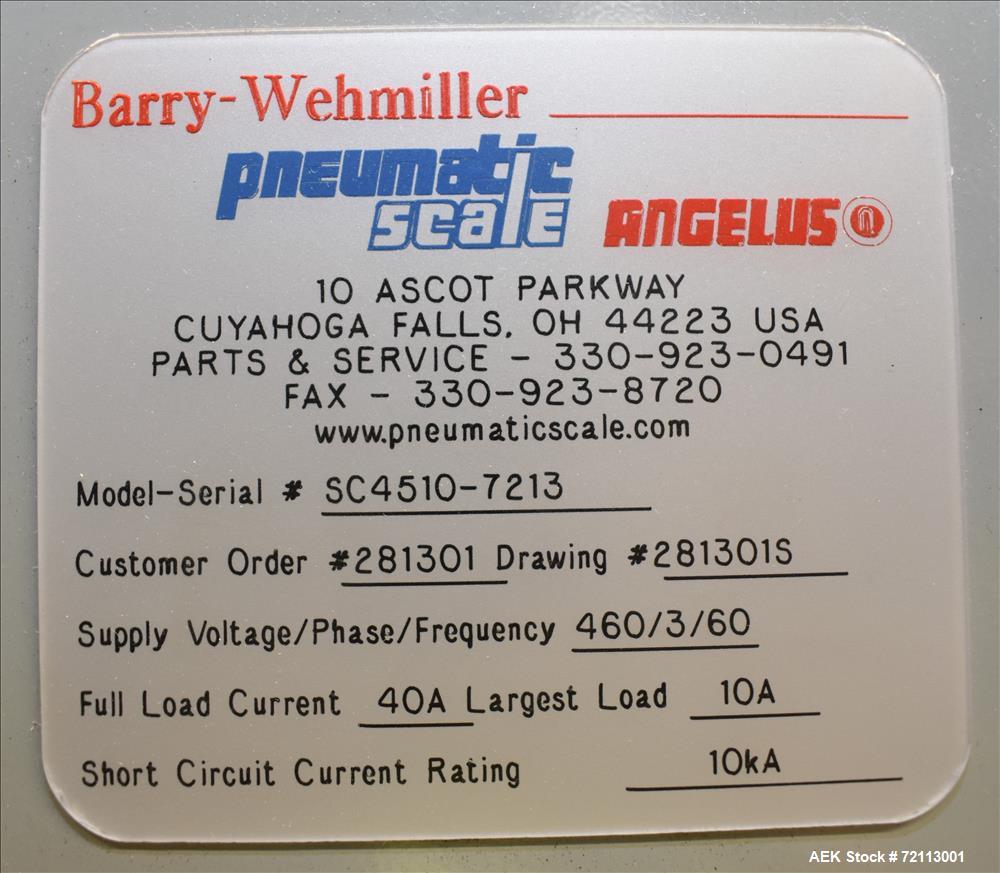 Barry-Wehmiller
pneumatic
scale ANGELUS
10 ASCOT PARKWAY
CUYAHOGA FALLS, OH 44223 USA
PARTS & SERVICE - 330-923-0491
FAX - 330-923-8720
www.pneumaticscale.com
Model-Serial # SC4510-7213
Customer Order #281301 Drawing #281301S
Supply Voltage/Phase/Frequency 460/3/60
Full Load Current 40A Largest Load 10A
Short Circuit Current Rating 10kA
AEK Stock # 72113001